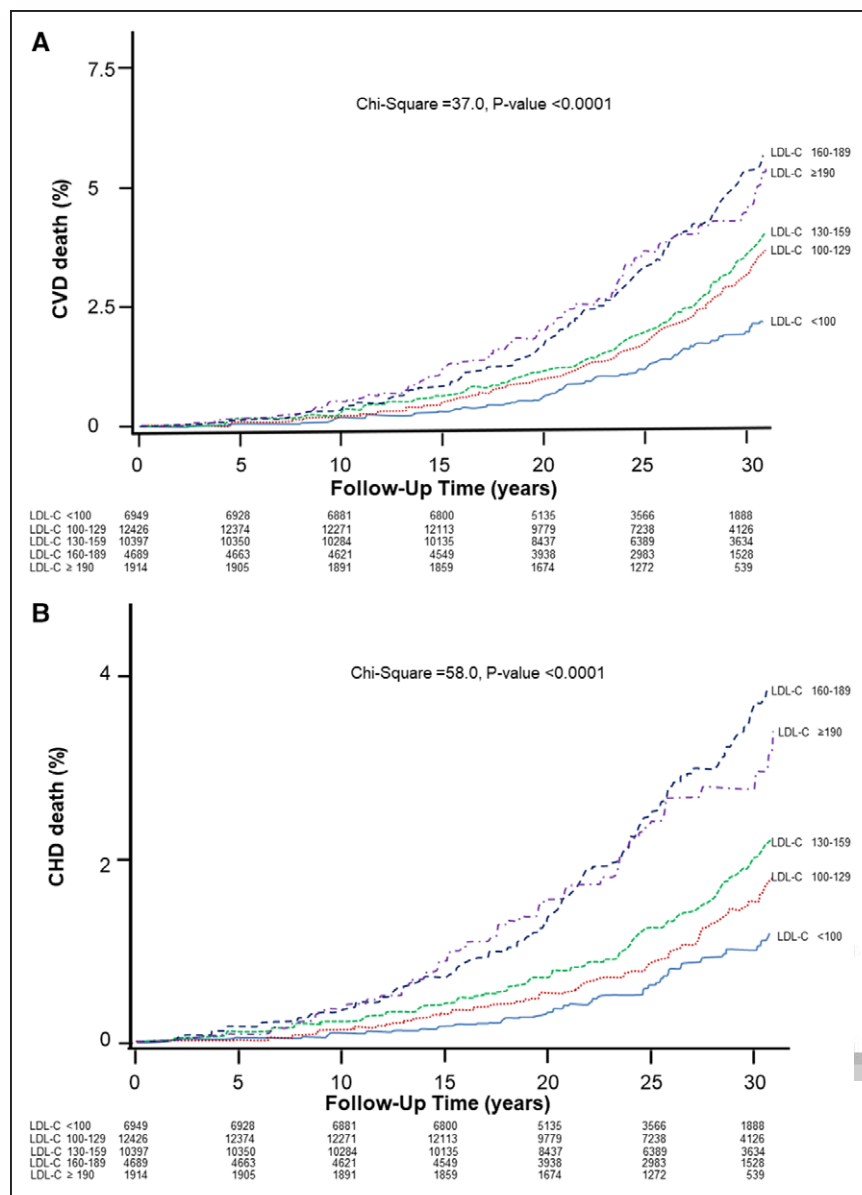 A
7.5
Chi-Square =37.0, P-value <0.0001
LDL-C 160-189
LDL-C ≥190
5
CVD death (%)
LDL-C 130-159
LDL-C 100-129
2.5
LDL-C <100
0
0 5 10 15 20 25 30
Follow-Up Time (years)
LDL-C <100 6949 6928 6881 6800 5135 3566 1888
LDL-C 100-129 12426 12374 12271 12113 9779 7238 4126
LDL-C 130-159 10397 10350 10284 10135 8437 6389 3634
LDL-C 160-189 4689 4663 4621 4549 3938 2983 1528
LDL-C ≥ 190 1914 1905 1891 1859 1674 1272 539
B
4
Chi-Square =58.0, P-value <0.0001
LDL-C 160-189
LDL-C ≥190
CHD death (%)
2
LDL-C 130-159
LDL-C 100-129
LDL-C <100
0
0 5 10 15 20 25 30
Follow-Up Time (years)
LDL-C <100 6949 6928 6881 6800 5135 3566 1888
LDL-C 100-129 12426 12374 12271 12113 9779 7238 4126
LDL-C 130-159 10397 10350 10284 10135 8437 6389 3634
LDL-C 160-189 4689 4663 4621 4549 3938 2983 1528
LDL-C ≥ 190 1914 1905 1891 1859 1674 1272 539